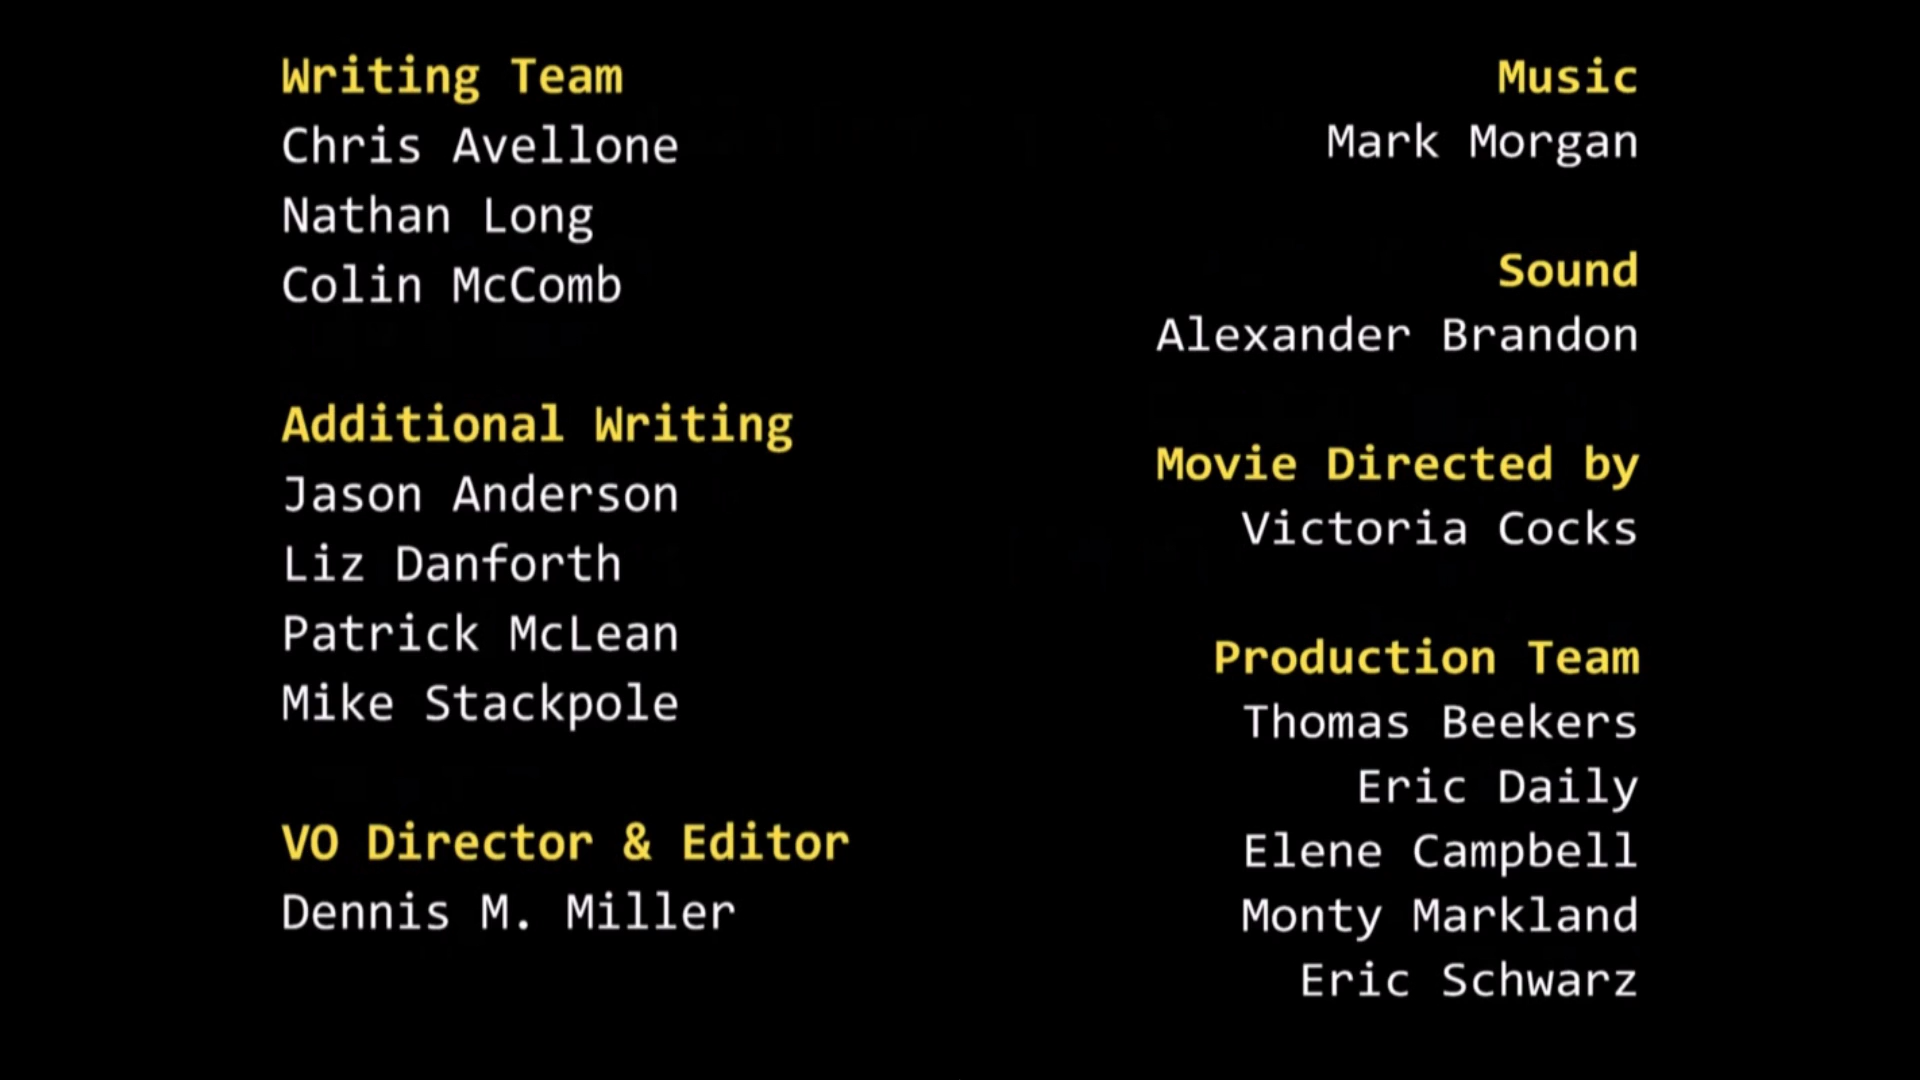 Writing Team
Chris Avellone
Nathan Long
Colin McComb
Additional Writing
Jason Anderson
Liz Danforth
Patrick McLean
Mike Stackpole
VO Director & Editor
Dennis M. Miller
Music
Mark Morgan
Sound
Alexander Brandon
Movie Directed by
Victoria Cocks
Production Team
Thomas Beekers
Eric Daily
Elene Campbell
Monty Markland
Eric Schwarz